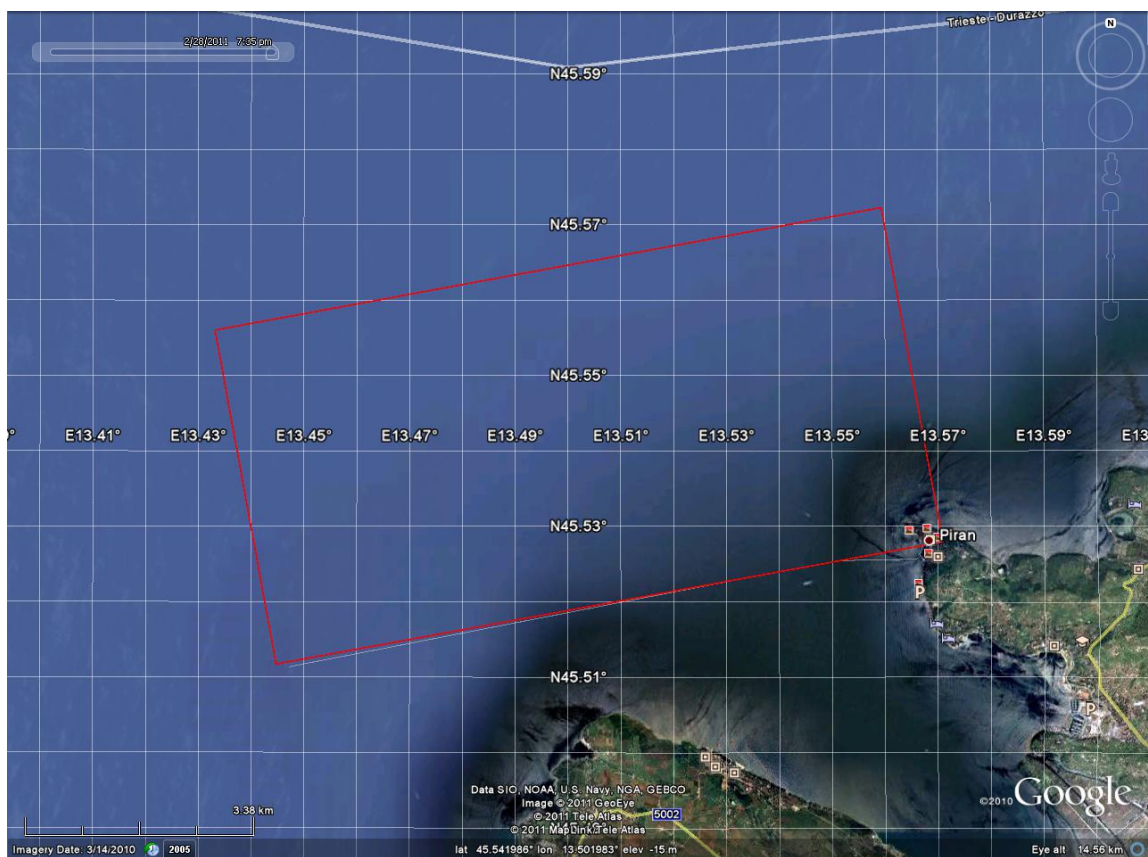 Trieste - Durazzo
N
2/28/2011 7:35 pm
N45.59°
N45.57°
N45.55°
E13.41° E13.43° E13.45° E13.47° E13.49° E13.51° E13.53° E13.55° E13.57° E13.59° E13
N45.53°
Piran
P
N45.51°
P
Data SIO, NOAA, U.S. Navy, NGA, GEBCO
Image © 2011 GeoEye
© 2011 Tele Atlas
© 2011 MapLink/Tele Atlas
5002
©2010 Google
3.38 km
Imagery Date: 3/14/2010 2005
lat 45.541986° lon 13.501983° elev -15 m
Eye alt 14.56 km